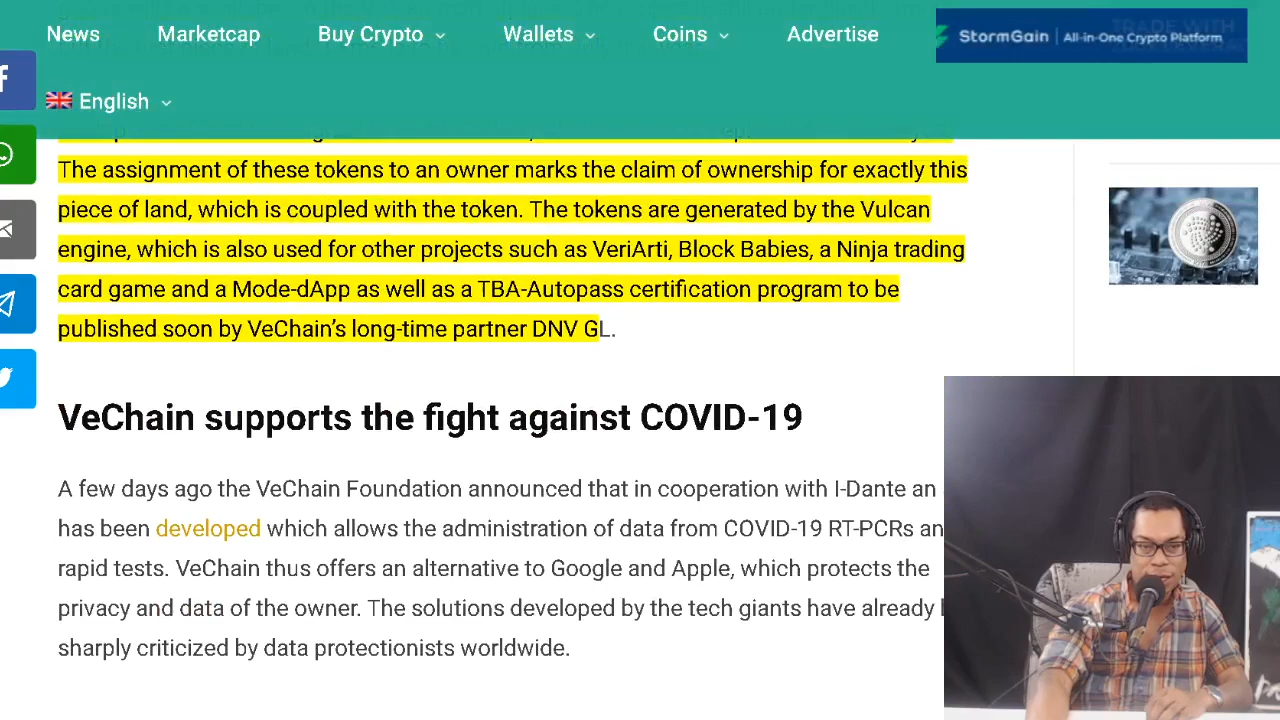 News Marketcap Buy Crypto Wallets Coins Advertise
StormGain | All-in-One Crypto Platform
English
The assignment of these tokens to an owner marks the claim of ownership for exactly this
piece of land, which is coupled with the token. The tokens are generated by the Vulcan
engine, which is also used for other projects such as VeriArti, Block Babies, a Ninja trading
card game and a Mode-dApp as well as a TBA-Autopass certification program to be
published soon by VeChain’s long-time partner DNV GL.
VeChain supports the fight against COVID-19
A few days ago the VeChain Foundation announced that in cooperation with I-Dante an
has been developed which allows the administration of data from COVID-19 RT-PCRs an
rapid tests. VeChain thus offers an alternative to Google and Apple, which protects the
privacy and data of the owner. The solutions developed by the tech giants have already
sharply criticized by data protectionists worldwide.